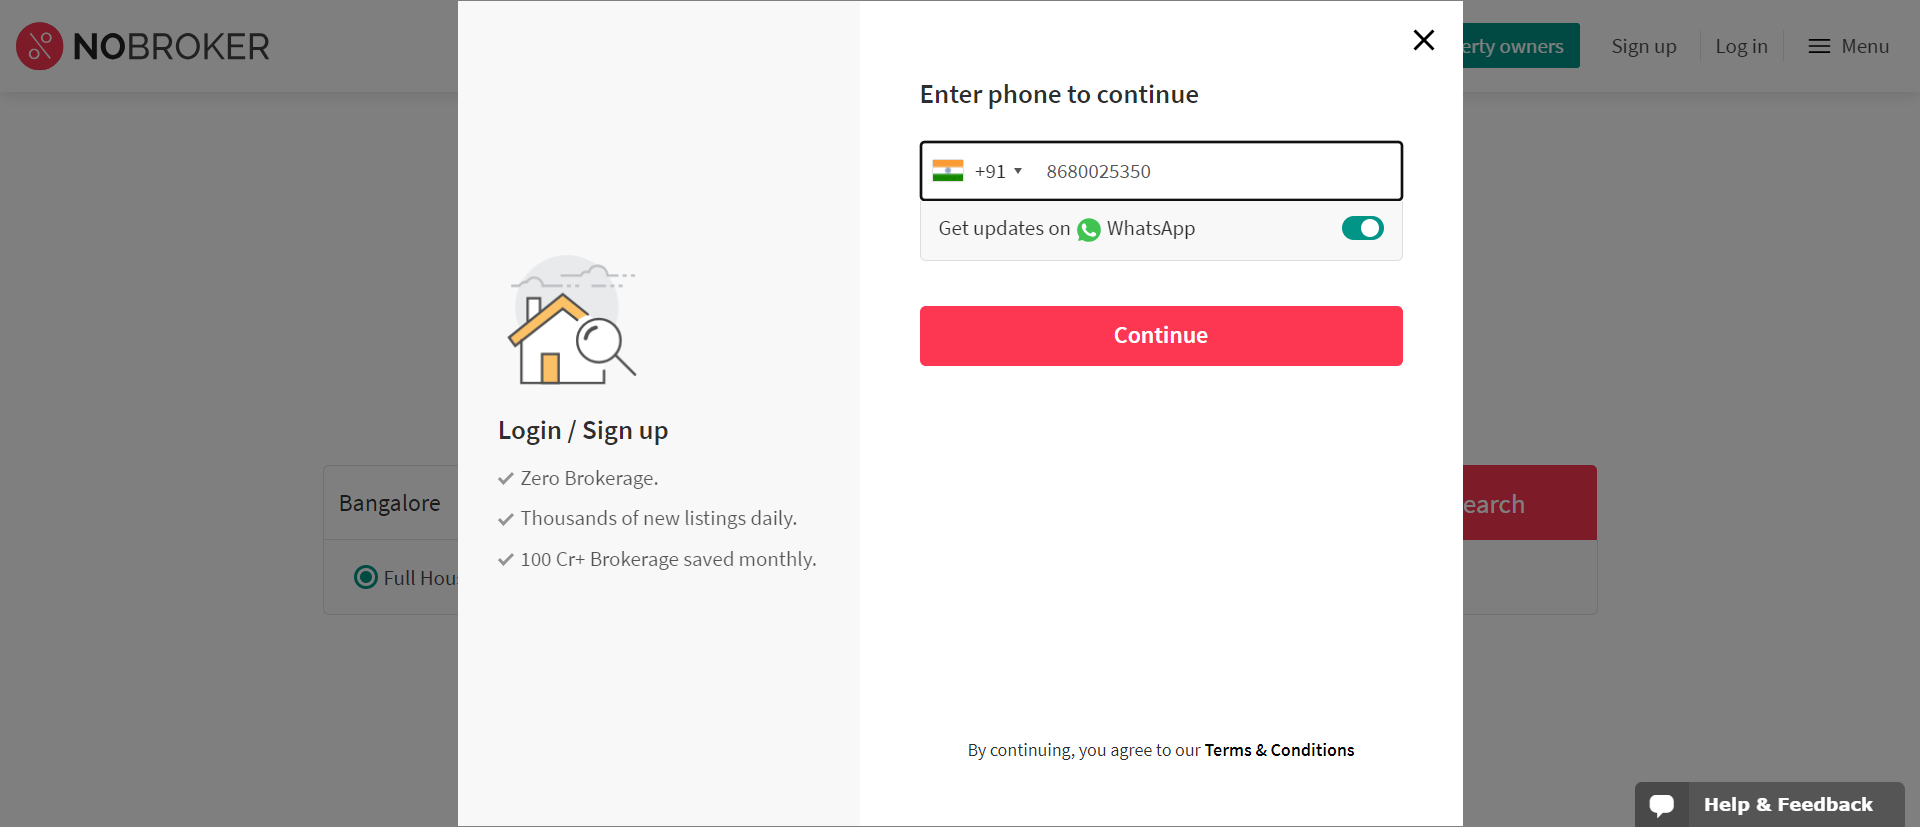 NOBROKER
erty owners
Sign up
Log in
Menu
Enter phone to continue
+91 8680025350
Get updates on WhatsApp
Continue
Login / Sign up
Zero Brokerage.
Thousands of new listings daily.
100 Cr+ Brokerage saved monthly.
Bangalore
earch
Full Hou
By continuing, you agree to our Terms & Conditions
Help & Feedback